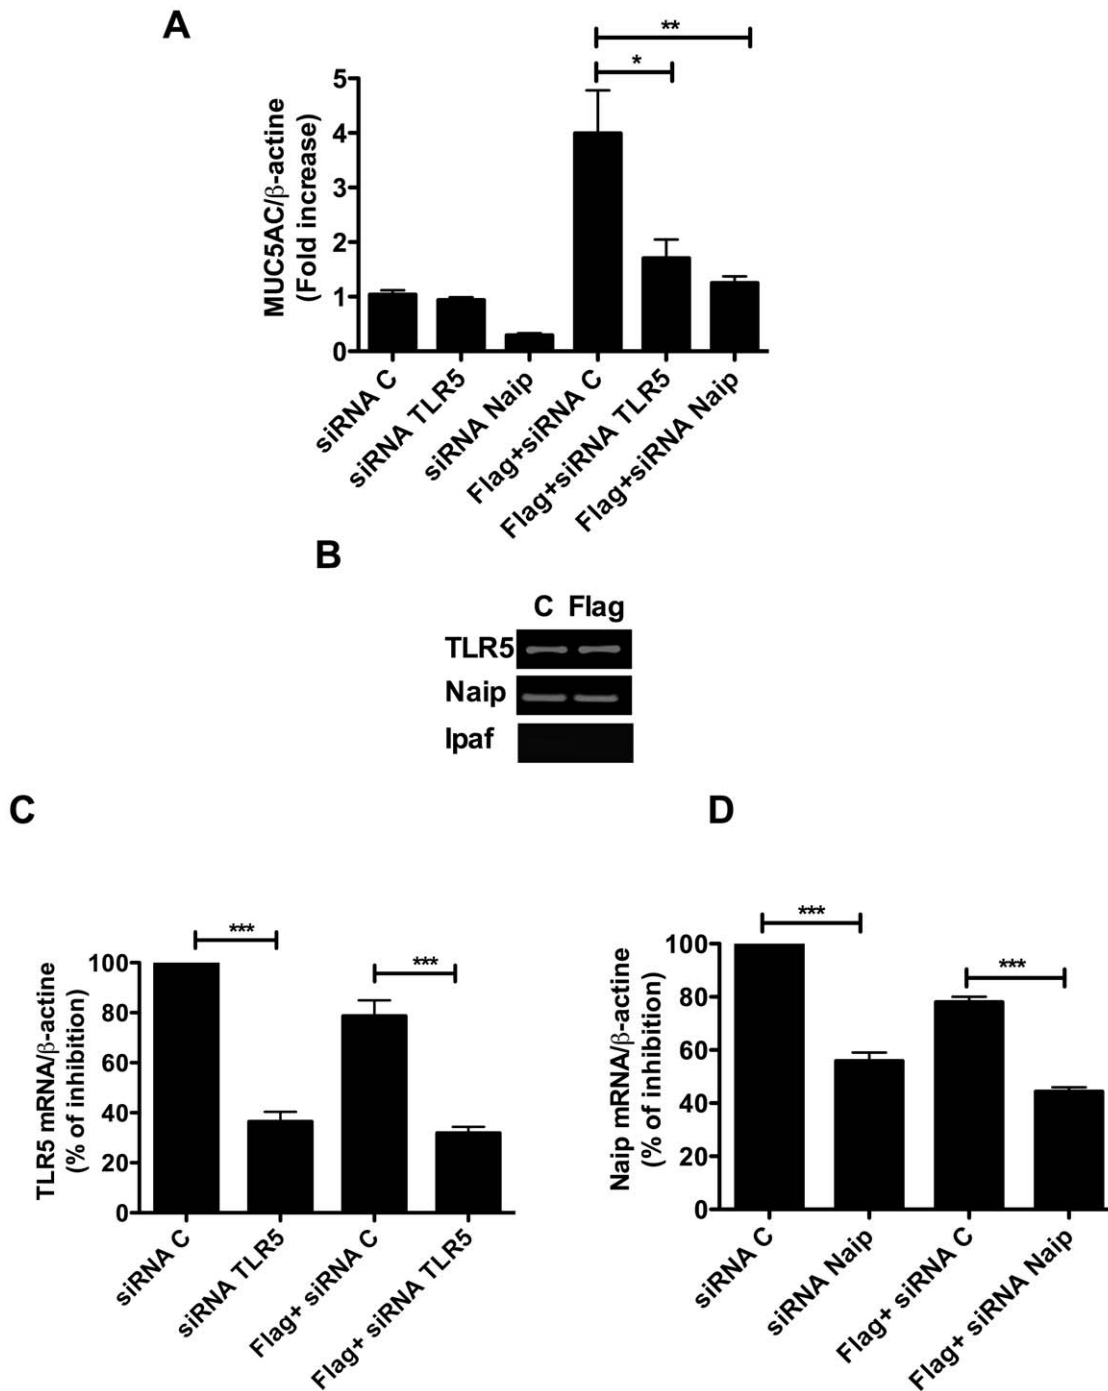 A
**
*
5
4
3
2
1
0
MUC5AC/β-actine
(Fold increase)
siRNA C
siRNA TLR5
siRNA Naip
Flag+siRNA C
Flag+siRNA TLR5
Flag+siRNA Naip
B
C Flag
TLR5
Naip
Ipaf
C
***
***
100
80
60
40
20
0
TLR5 mRNA/β-actine
(% of inhibition)
siRNA C
siRNA TLR5
Flag+ siRNA C
Flag+ siRNA TLR5
D
***
***
100
80
60
40
20
0
Naip mRNA/β-actine
(% of inhibition)
siRNA C
siRNA Naip
Flag+ siRNA C
Flag+ siRNA Naip